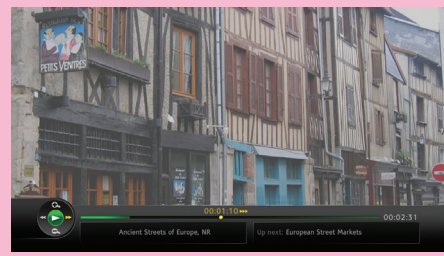 PETITS VENTRES
00:01:10
00:02:31
Ancient Streets of Europe, NR
Up next: European Street Markets